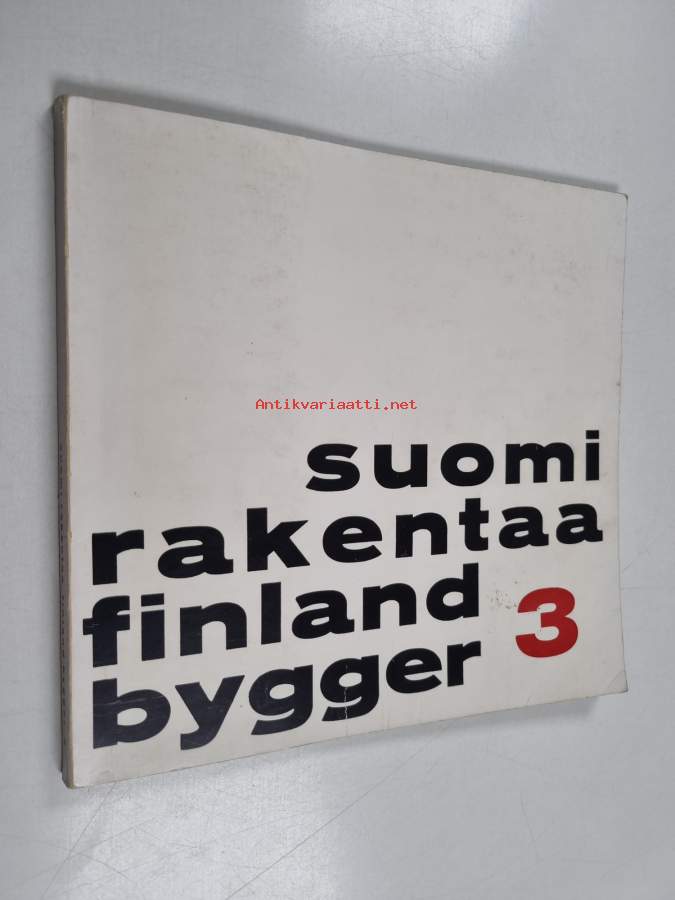 Antikvariaatti.net
suomi
rakentaa
finland
bygger 3